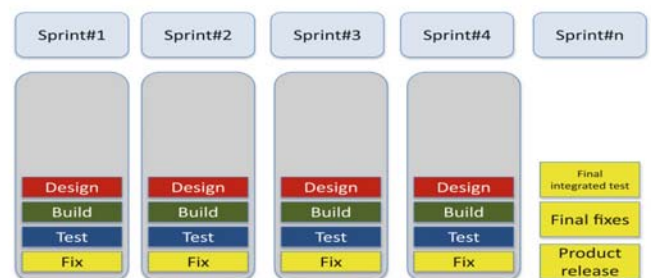 Sprint#1 Sprint#2 Sprint#3 Sprint#4 Sprint#n
Design Design Design Design
Build Build Build Build
Test Test Test Test
Fix Fix Fix Fix
Final
integrated test
Final fixes
Product
release